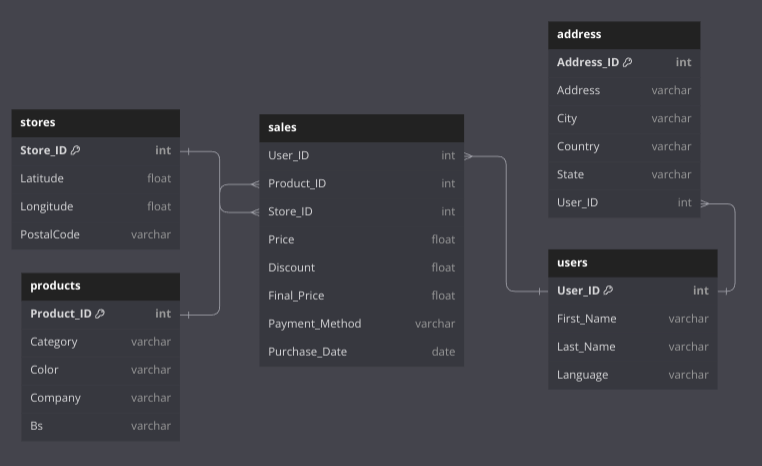 stores
Store_ID int
Latitude float
Longitude float
PostalCode varchar
products
Product_ID int
Category varchar
Color varchar
Company varchar
Bs varchar
sales
User_ID int
Product_ID int
Store_ID int
Price float
Discount float
Final_Price float
Payment_Method varchar
Purchase_Date date
address
Address_ID int
Address varchar
City varchar
Country varchar
State varchar
User_ID int
users
User_ID int
First_Name varchar
Last_Name varchar
Language varchar